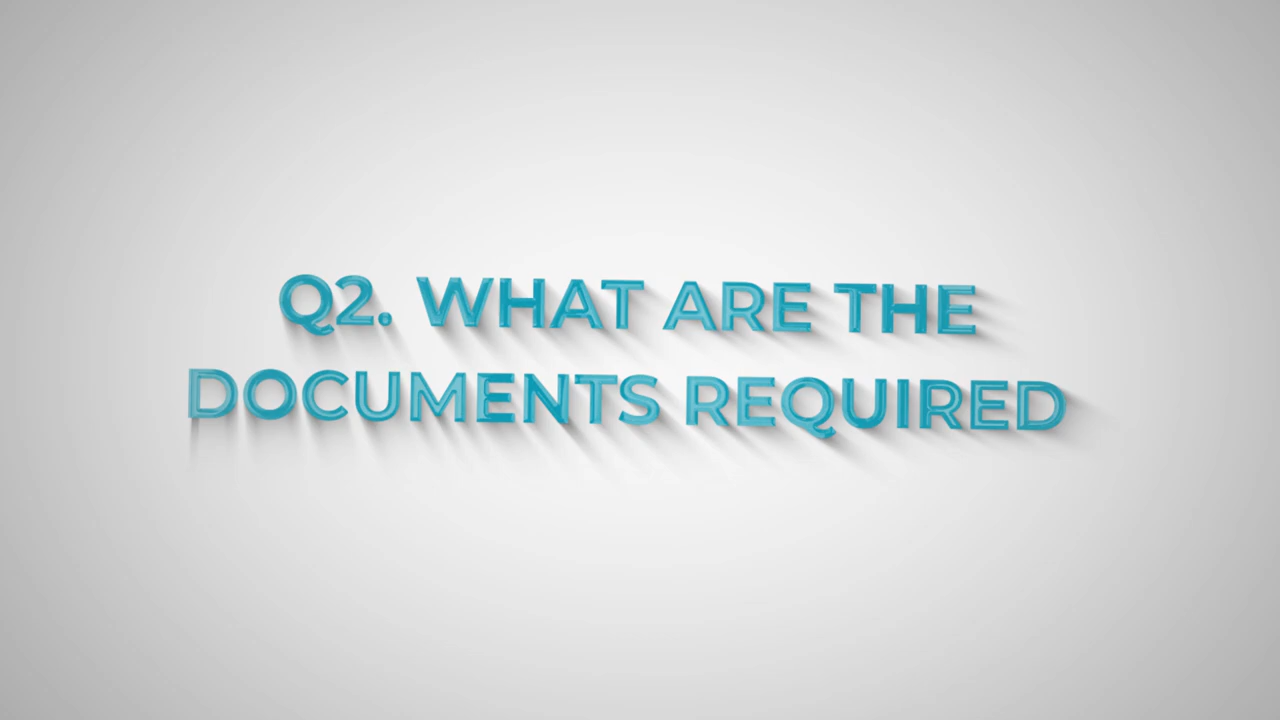 Q2. WHAT ARE THE
DOCUMENTS REQUIRED